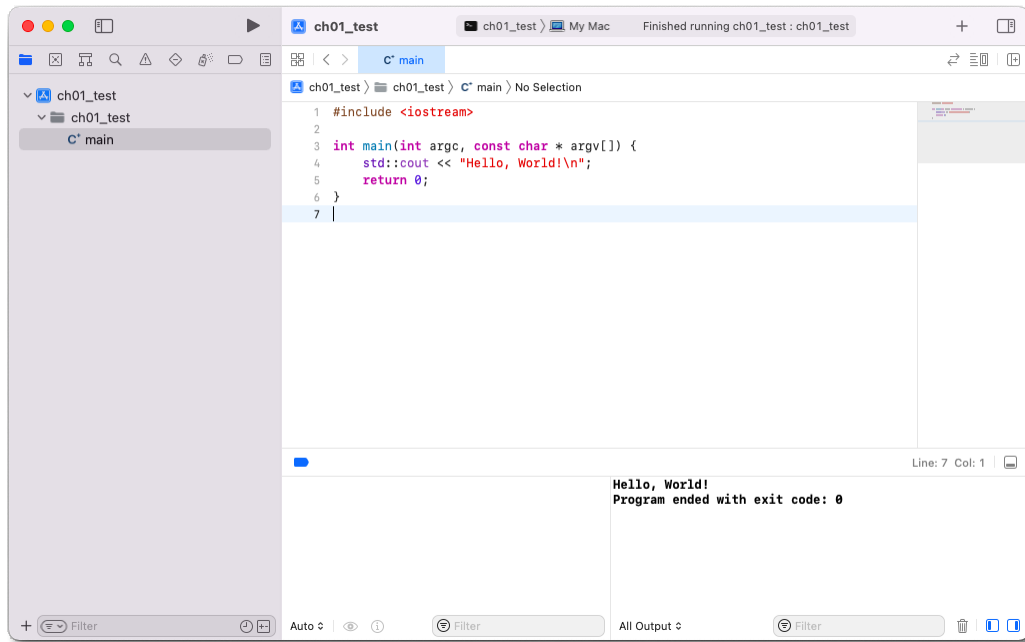 ch01_test
ch01_test 〉 My Mac
Finished running ch01_test : ch01_test
C+ main
ch01_test 〉 ch01_test 〉 C+ main 〉 No Selection
ch01_test
ch01_test
C+ main
1 #include <iostream>
2
3 int main(int argc, const char * argv[]) {
4     std::cout << "Hello, World!\n";
5     return 0;
6 }
7
Line: 7 Col: 1
Hello, World!
Program ended with exit code: 0
Filter
Auto
Filter
All Output
Filter